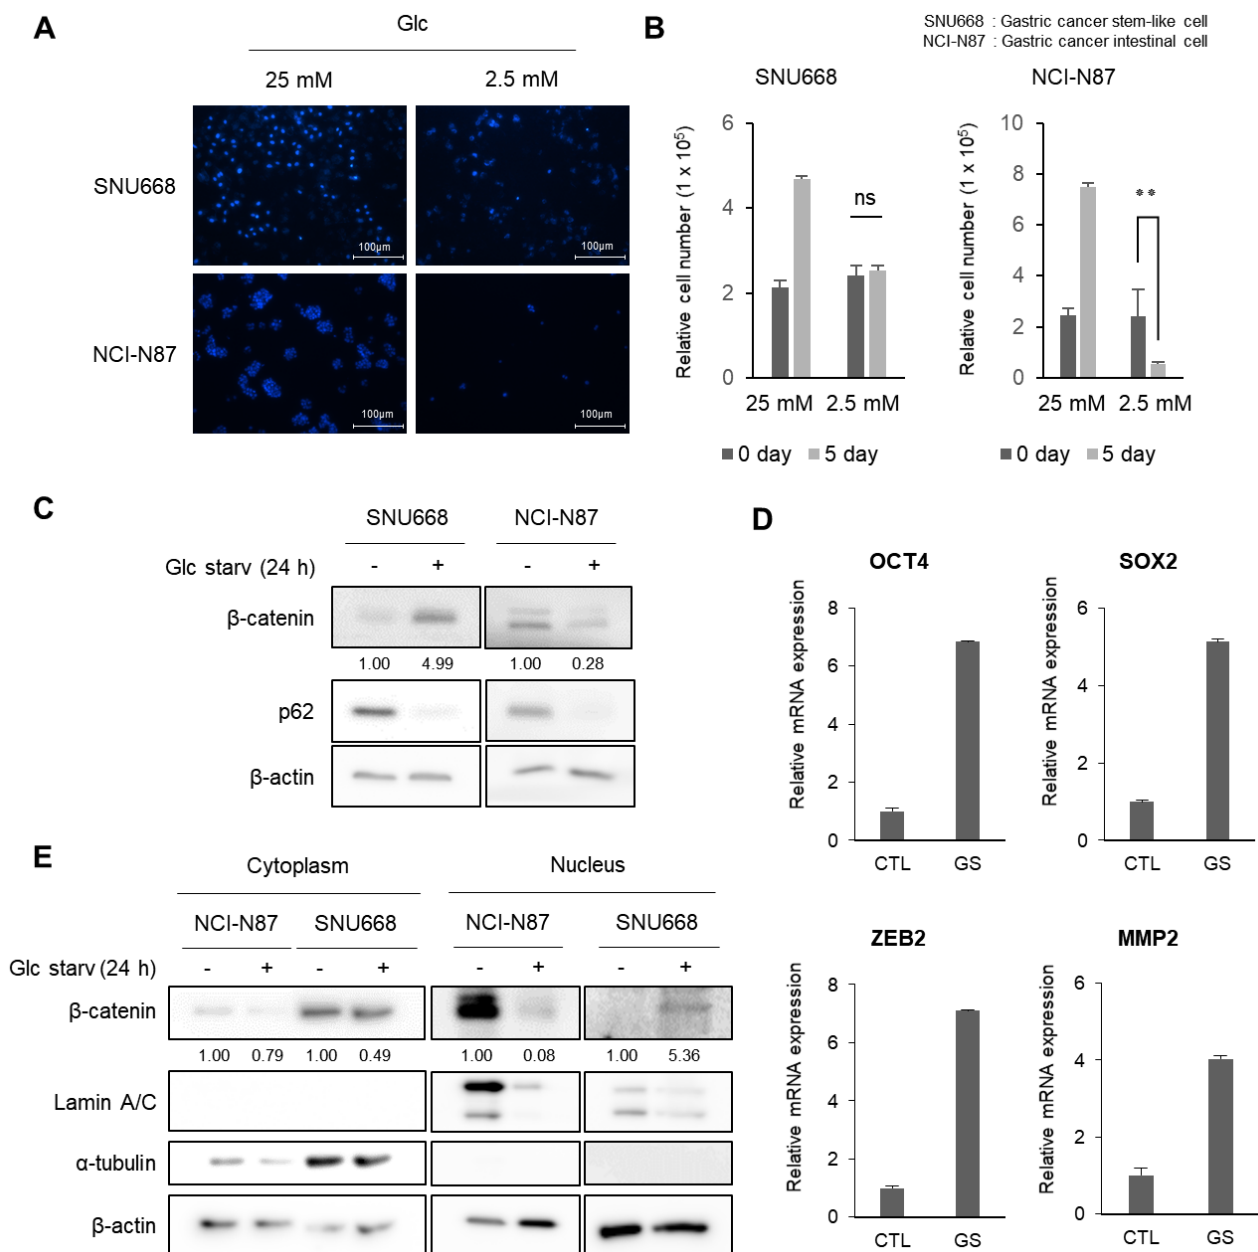 A
Glc
25 mM
2.5 mM
SNU668
100µm
100µm
NCI-N87
100µm
100µm
B
SNU668 : Gastric cancer stem-like cell
NCI-N87 : Gastric cancer intestinal cell
SNU668
Relative cell number (1 x 10⁵)
6
4
2
0
ns
25 mM 2.5 mM
0 day 5 day
NCI-N87
Relative cell number (1 x 10⁵)
10
8
6
4
2
0
**
25 mM 2.5 mM
0 day 5 day
C
SNU668 NCI-N87
Glc starv (24 h) - + - +
β-catenin
1.00 4.99 1.00 0.28
p62
β-actin
D
OCT4
Relative mRNA expression
8
6
4
2
0
CTL GS
SOX2
Relative mRNA expression
6
4
2
0
CTL GS
ZEB2
Relative mRNA expression
8
6
4
2
0
CTL GS
MMP2
Relative mRNA expression
6
4
2
0
CTL GS
E
Cytoplasm Nucleus
NCI-N87 SNU668 NCI-N87 SNU668
Glc starv (24 h) - + - + - + - +
β-catenin
1.00 0.79 1.00 0.49 1.00 0.08 1.00 5.36
Lamin A/C
α-tubulin
β-actin